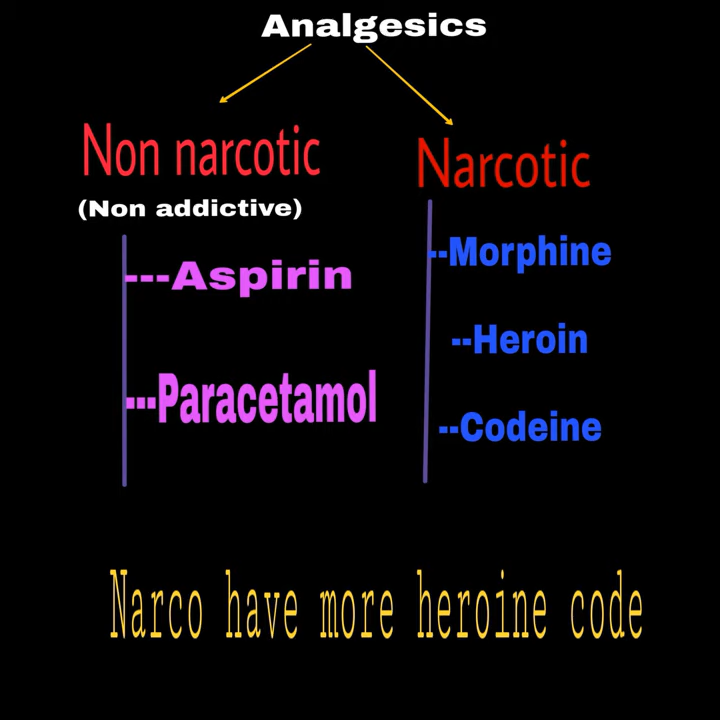 Analgesics
Non narcotic
(Non addictive)
---Aspirin
---Paracetamol
Narcotic
--Morphine
--Heroin
--Codeine
Narco have more heroine code